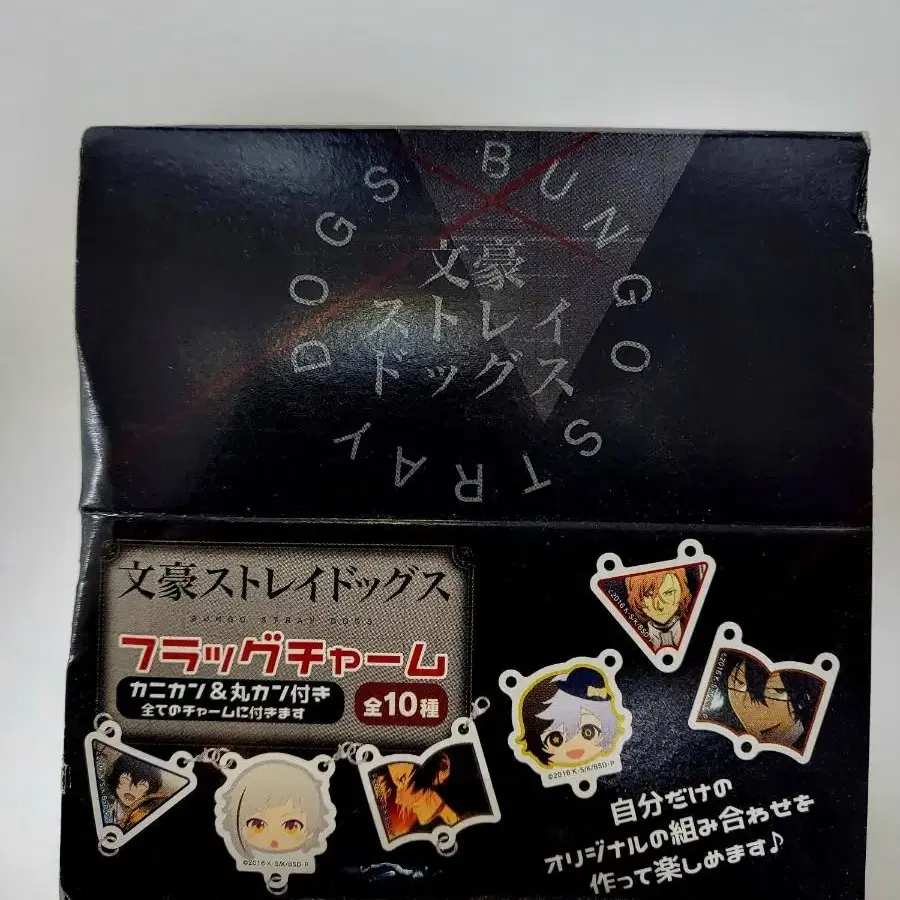 BUNGO STRAY DOGS
文豪
ストレイ
ドッグス
文豪ストレイドッグス
BUNGO STRAY DOGS
フラッグチャーム
カニカン&丸カン付き
全てのチャームに付きます
全10種
©2016 K・S/K/BSD・P
©2016 K・S/K/BSD・P
©2016 K・S/K/BSD・P
自分だけの
オリジナルの組み合わせを
作って楽しめます♪